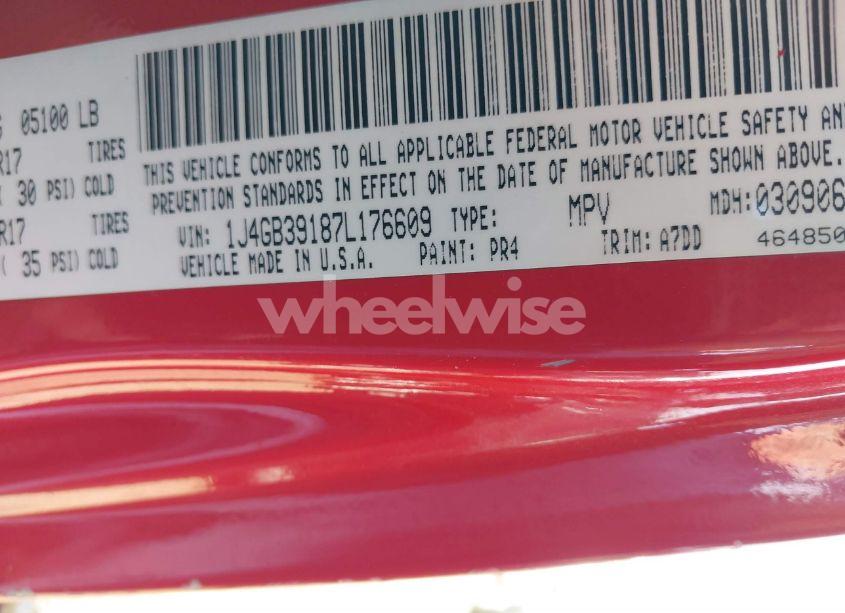 G 05100 LB
R17 TIRES
( 30 PSI) COLD
R17 TIRES
( 35 PSI) COLD
THIS VEHICLE CONFORMS TO ALL APPLICABLE FEDERAL MOTOR VEHICLE SAFETY AN
PREVENTION STANDARDS IN EFFECT ON THE DATE OF MANUFACTURE SHOWN ABOVE.
VIN: 1J4GB39187L176609 TYPE: MPV MDH:030906
VEHICLE MADE IN U.S.A. PAINT: PR4 TRIM: A7DD 464850
wheelwise